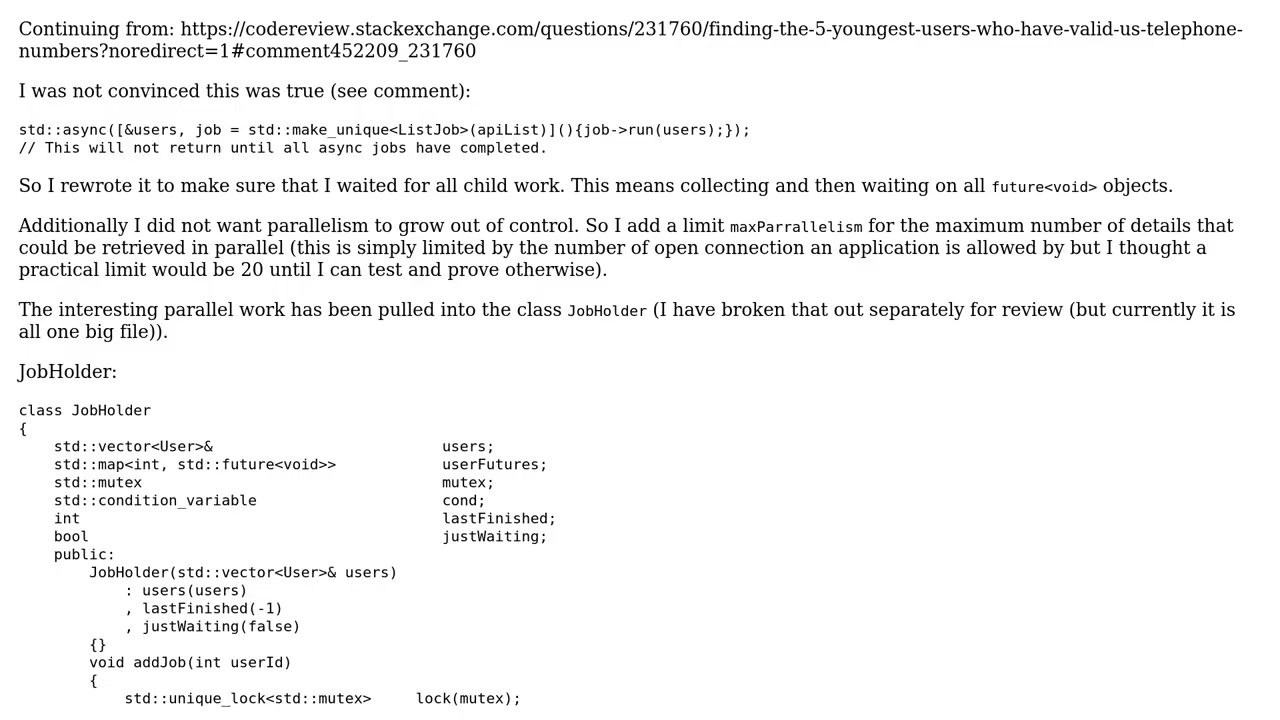 Continuing from: https://codereview.stackexchange.com/questions/231760/finding-the-5-youngest-users-who-have-valid-us-telephone-
numbers?noredirect=1#comment452209_231760
I was not convinced this was true (see comment):
std::async([&users, job = std::make_unique<ListJob>(apiList)](){job->run(users);});
// This will not return until all async jobs have completed.
So I rewrote it to make sure that I waited for all child work. This means collecting and then waiting on all future<void> objects.
Additionally I did not want parallelism to grow out of control. So I add a limit maxParrallelism for the maximum number of details that
could be retrieved in parallel (this is simply limited by the number of open connection an application is allowed by but I thought a
practical limit would be 20 until I can test and prove otherwise).
The interesting parallel work has been pulled into the class JobHolder (I have broken that out separately for review (but currently it is
all one big file)).
JobHolder:
class JobHolder
{
    std::vector<User>&                          users;
    std::map<int, std::future<void>>            userFutures;
    std::mutex                                  mutex;
    std::condition_variable                     cond;
    int                                         lastFinished;
    bool                                        justWaiting;
    public:
        JobHolder(std::vector<User>& users)
            : users(users)
            , lastFinished(-1)
            , justWaiting(false)
        {}
        void addJob(int userId)
        {
            std::unique_lock<std::mutex>     lock(mutex);